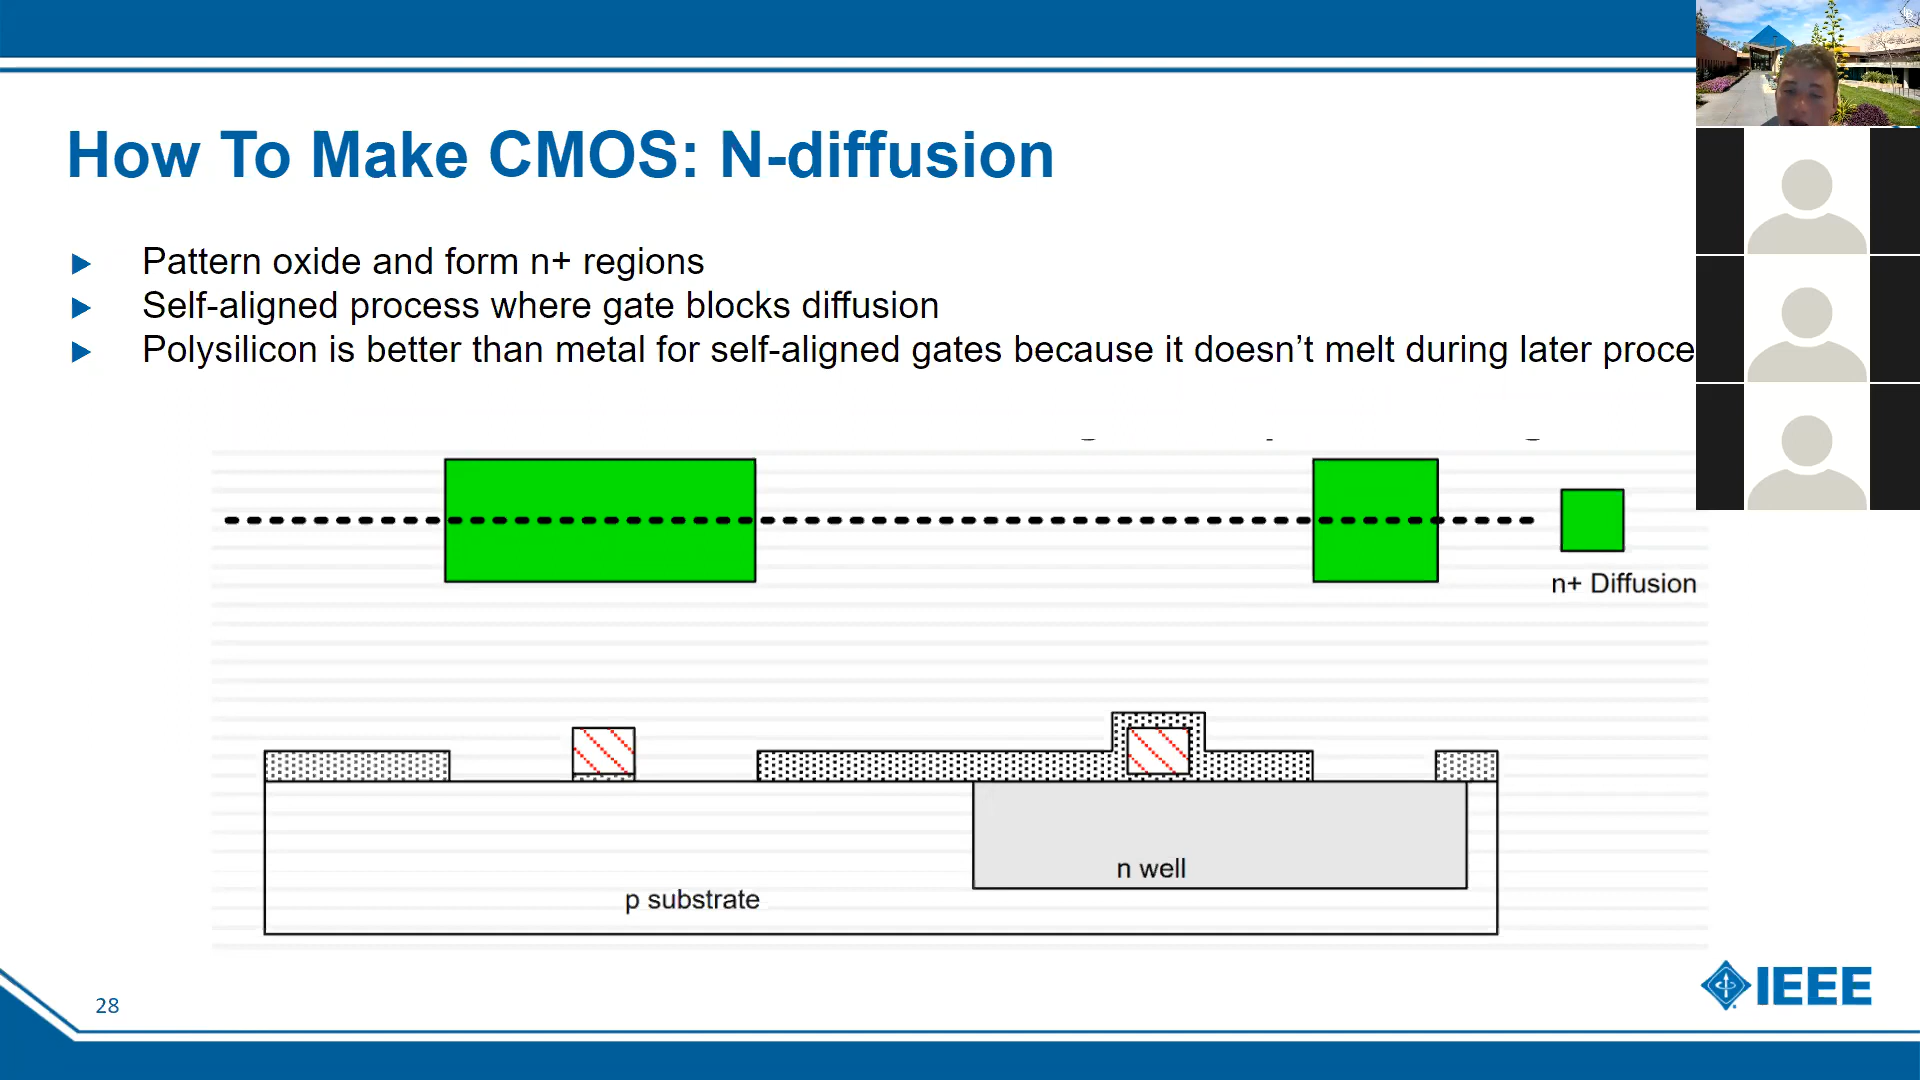 How To Make CMOS: N-diffusion
Pattern oxide and form n+ regions
Self-aligned process where gate blocks diffusion
Polysilicon is better than metal for self-aligned gates because it doesn’t melt during later proce
n+ Diffusion
n well
p substrate
28
IEEE